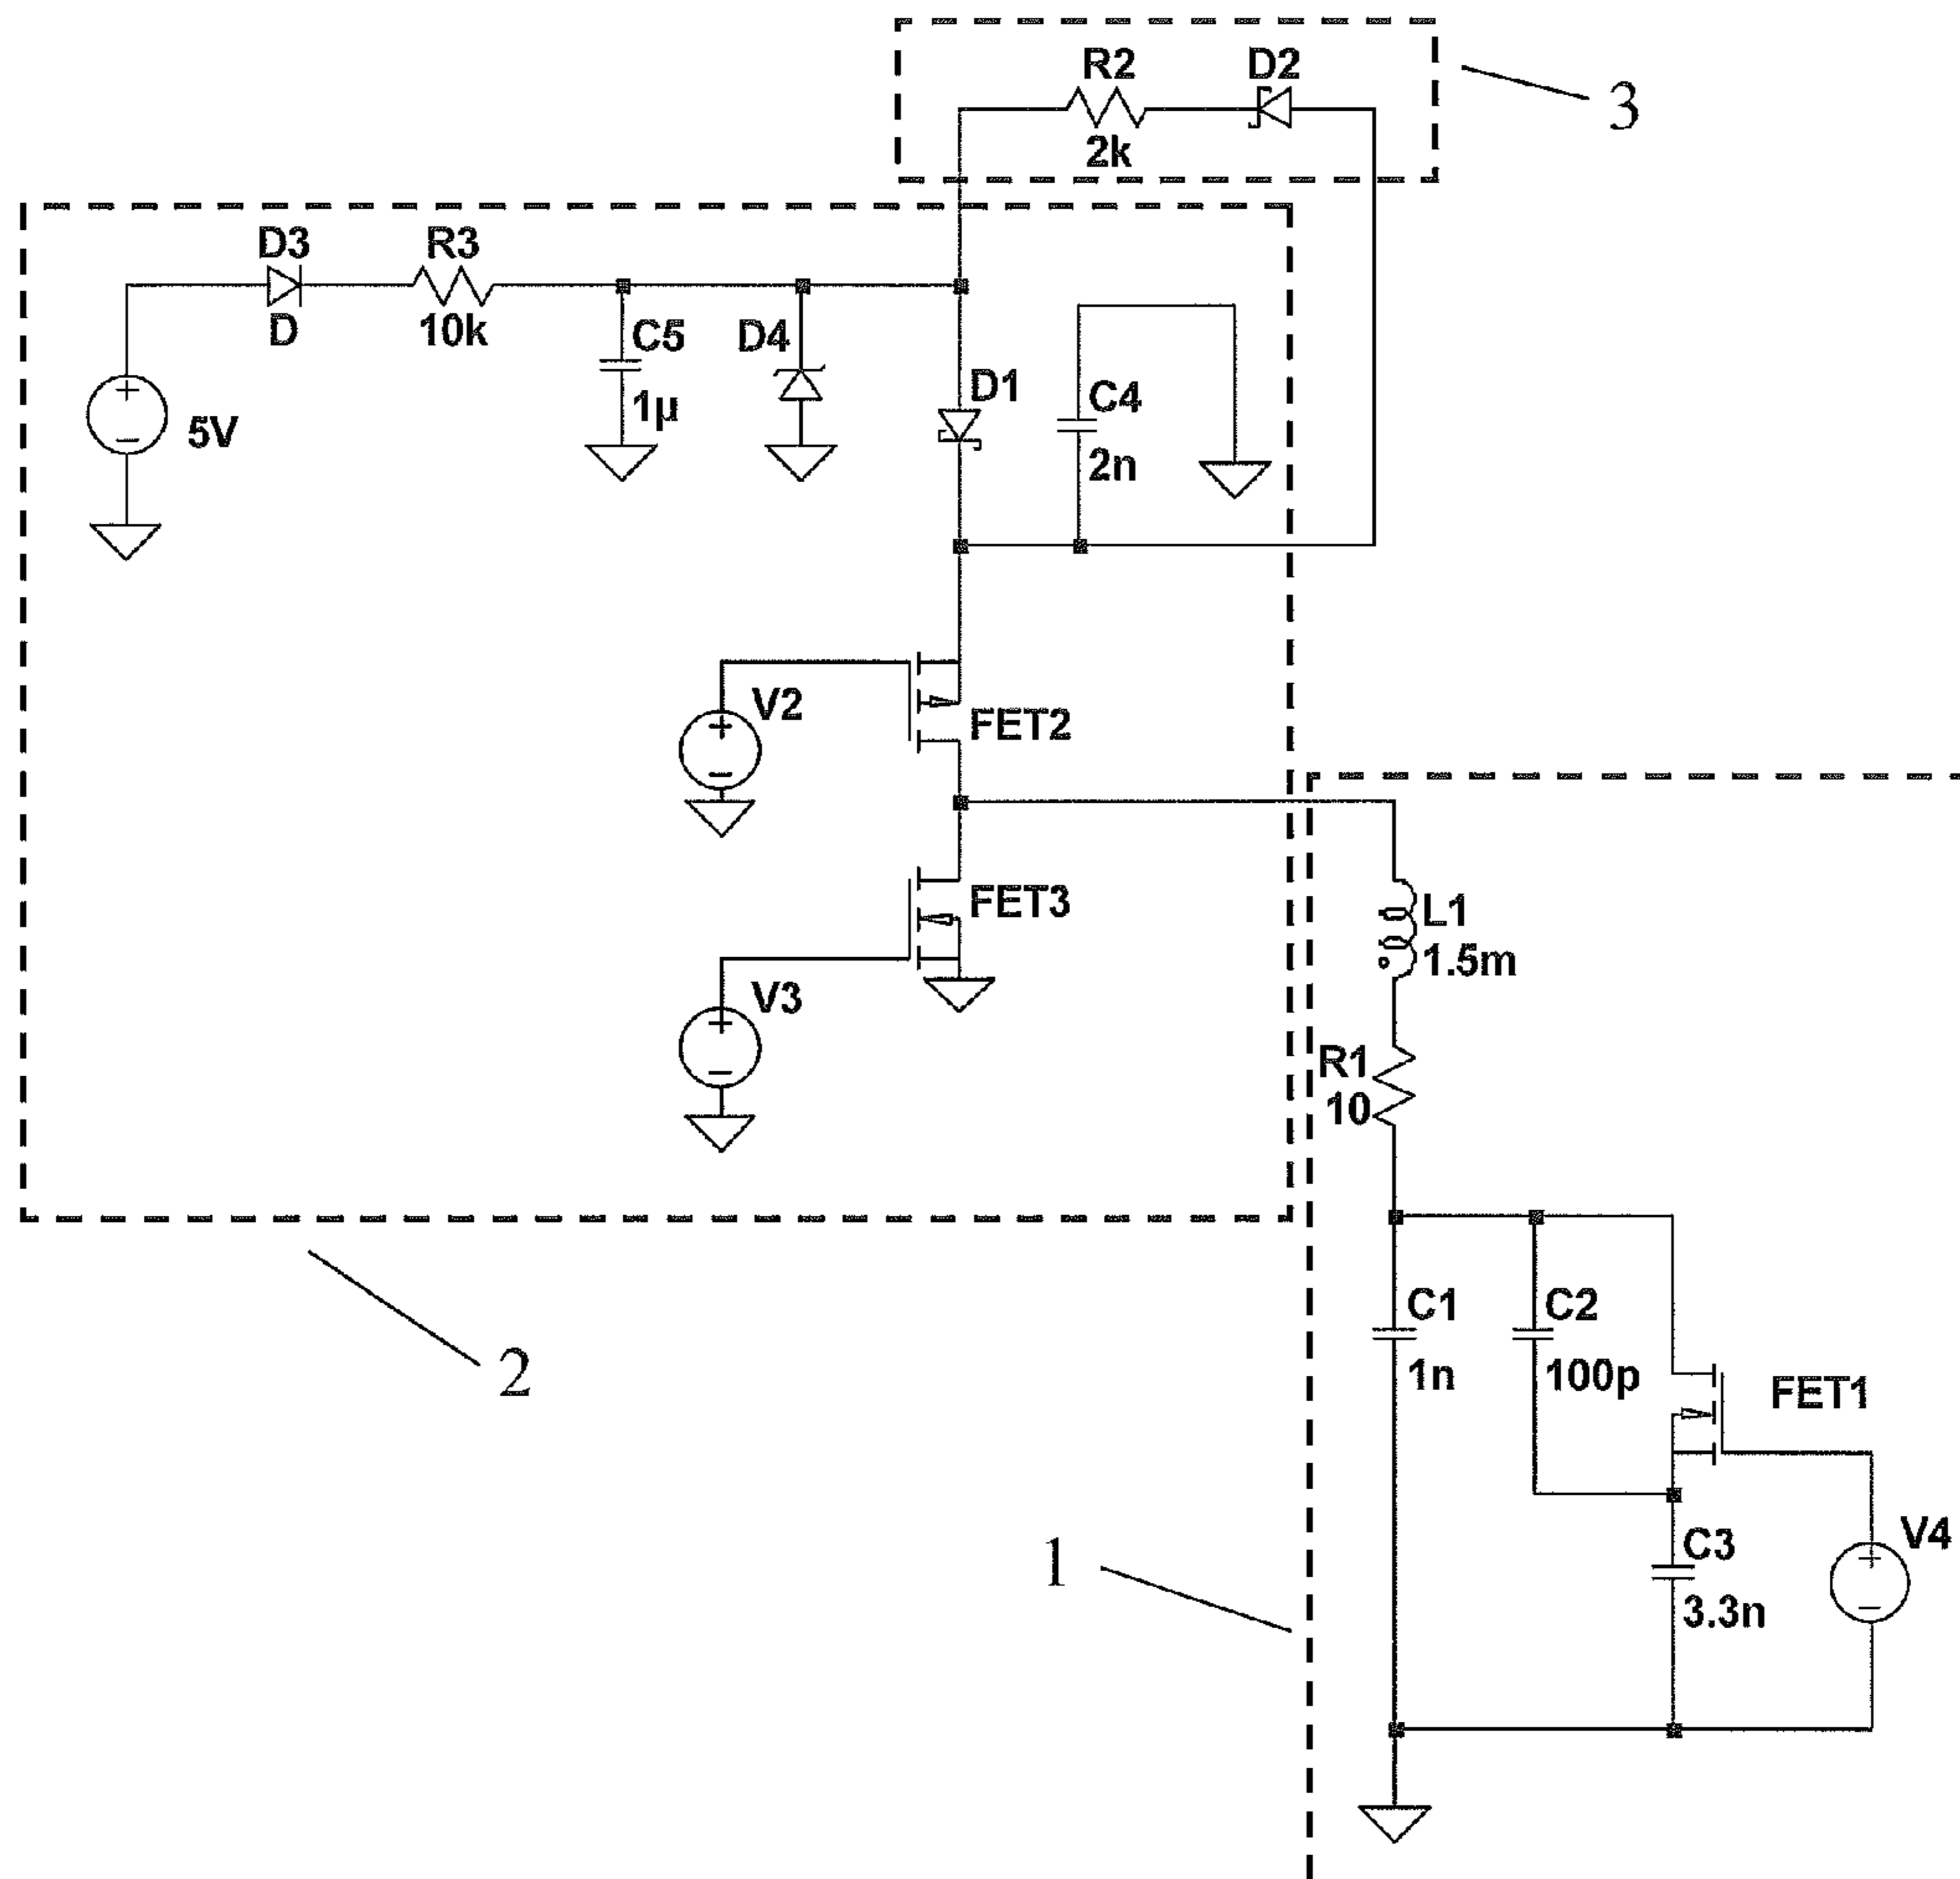 R2
D2
2k
3
D3
D
R3
10k
C5
1µ
D4
D1
C4
2n
5V
V2
FET2
FET3
V3
L1
1.5m
R1
10
C1
1n
C2
100p
FET1
2
1
C3
3.3n
V4